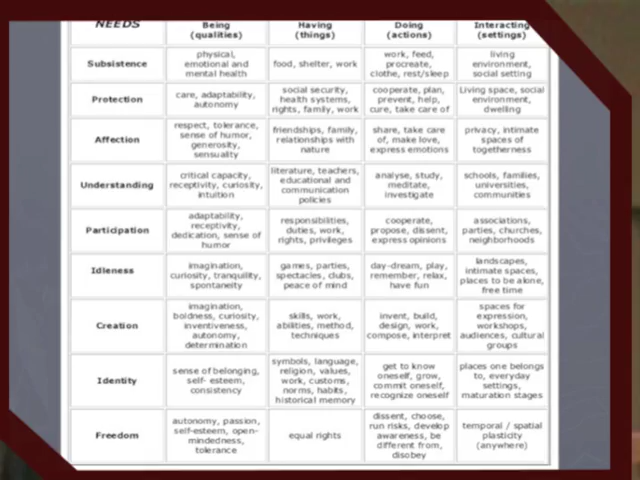 NEEDS
Being
(qualities)
Having
(things)
Doing
(actions)
Interacting
(settings)
Subsistence
physical,
emotional and
mental health
food, shelter, work
work, feed,
procreate,
clothe, rest/sleep
living
environment,
social setting
Protection
care, adaptability,
autonomy
social security,
health systems,
rights, family, work
cooperate, plan,
prevent, help,
cure, take care of
Living space, social
environment,
dwelling
Affection
respect, tolerance,
sense of humor,
generosity,
sensuality
friendships, family,
relationships with
nature
share, take care
of, make love,
express emotions
privacy, intimate
spaces of
togetherness
Understanding
critical capacity,
receptivity, curiosity,
intuition
literature, teachers,
educational and
communication
policies
analyse, study,
meditate,
investigate
schools, families,
universities,
communities
Participation
adaptability,
receptivity,
dedication, sense of
humor
responsibilities,
duties, work,
rights, privileges
cooperate,
propose, dissent,
express opinions
associations,
parties, churches,
neighborhoods
Idleness
imagination,
curiosity, tranquility,
spontaneity
games, parties,
spectacles, clubs,
peace of mind
day-dream, play,
remember, relax,
have fun
landscapes,
intimate spaces,
places to be alone,
free time
Creation
imagination,
boldness, curiosity,
inventiveness,
autonomy,
determination
skills, work,
abilities, method,
techniques
invent, build,
design, work,
compose, interpret
spaces for
expression,
workshops,
audiences, cultural
groups
Identity
sense of belonging,
self- esteem,
consistency
symbols, language,
religion, values,
work, customs,
norms, habits,
historical memory
get to know
oneself, grow,
commit oneself,
recognize oneself
places one belongs
to, everyday
settings,
maturation stages
Freedom
autonomy, passion,
self-esteem, open-
mindedness,
tolerance
equal rights
dissent, choose,
run risks, develop
awareness, be
different from,
disobey
temporal / spatial
plasticity
(anywhere)